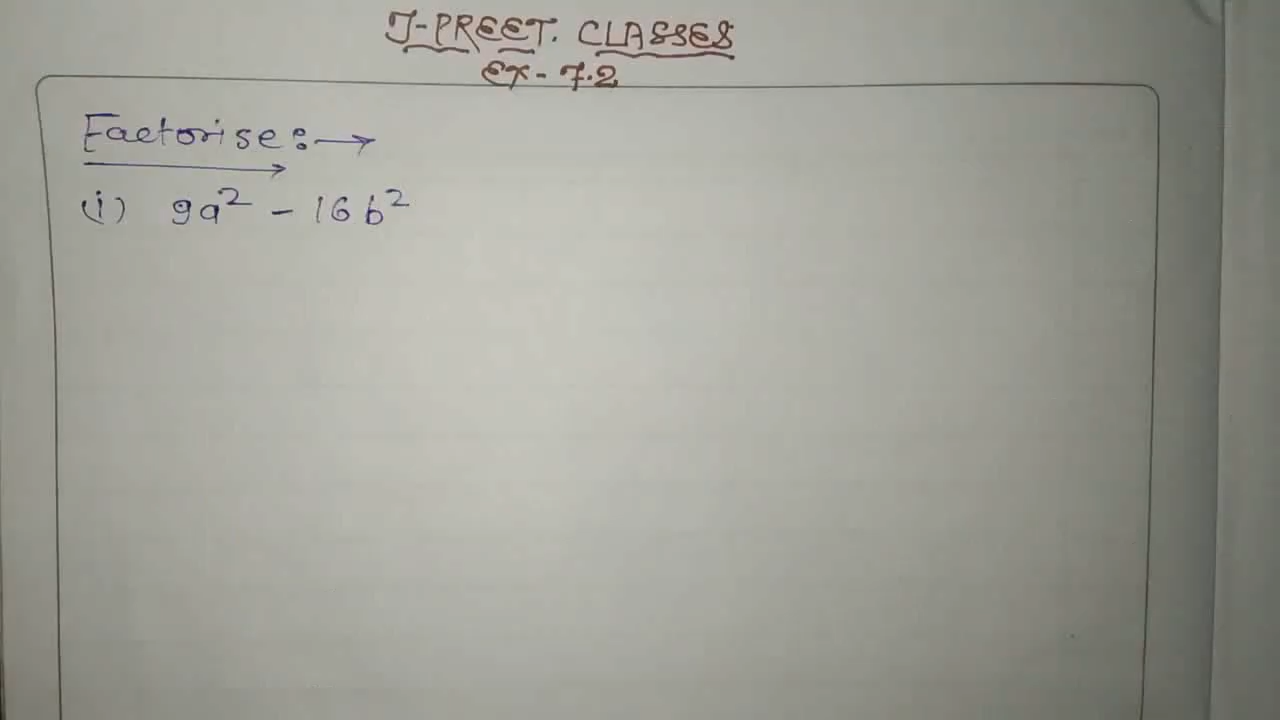 J-PREET. CLASSES
EX- 7.2
Factorise:→
(i) 9a² - 16b²